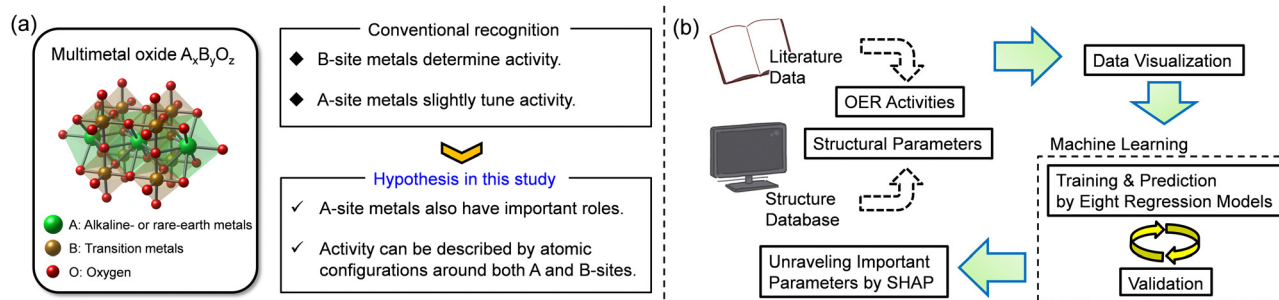 (a)
Multimetal oxide AxByOz
A: Alkaline- or rare-earth metals
B: Transition metals
O: Oxygen
Conventional recognition
◆ B-site metals determine activity.
◆ A-site metals slightly tune activity.
Hypothesis in this study
✓ A-site metals also have important roles.
✓ Activity can be described by atomic
configurations around both A and B-sites.
(b)
Literature
Data
OER Activities
Structural Parameters
Structure
Database
Data Visualization
Machine Learning
Training & Prediction
by Eight Regression Models
Validation
Unraveling Important
Parameters by SHAP